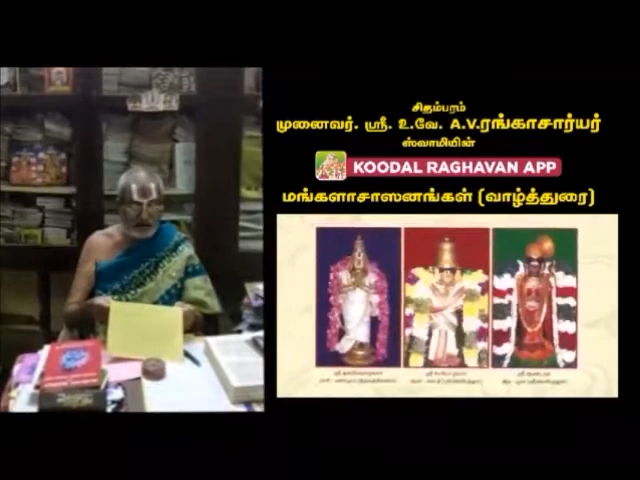 சிதம்பரம்
முனைவர். ஸ்ரீ. உ.வே. A.V.ரங்காசார்யர்
ஸ்வாமியின்
KOODAL RAGHAVAN APP
மங்களாசாஸனங்கள் (வாழ்த்துரை)